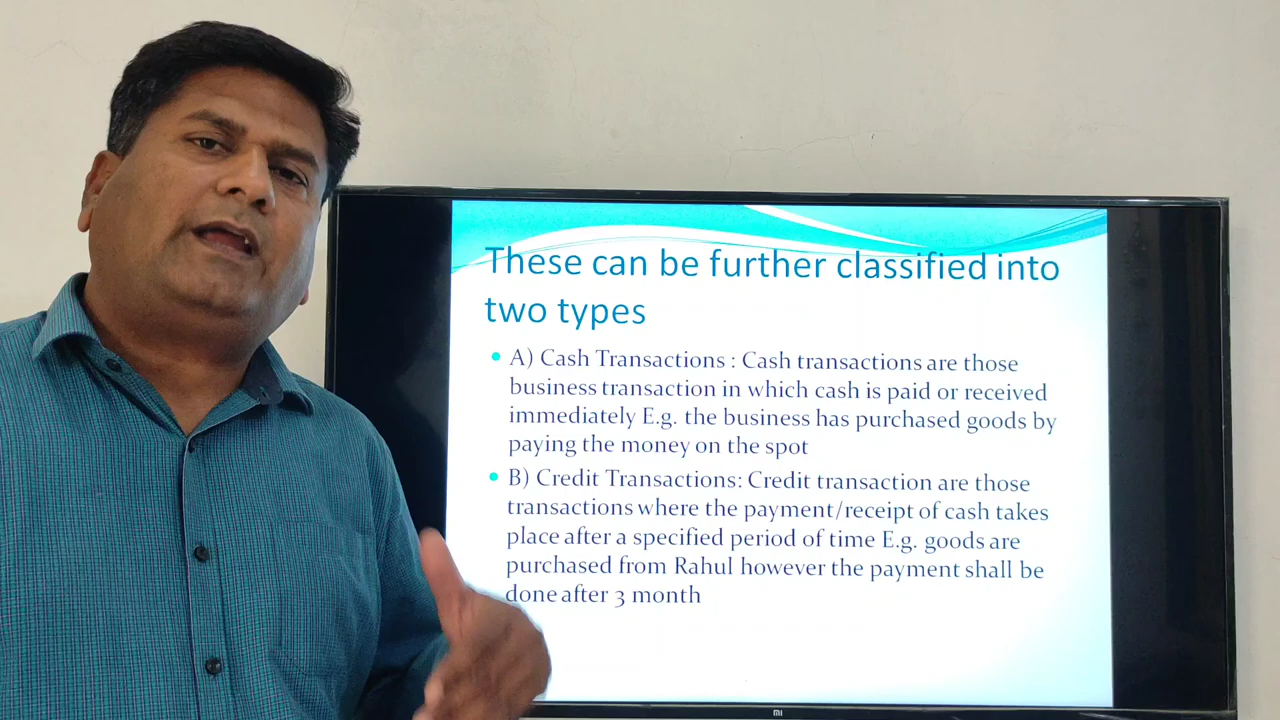 These can be further classified into
two types
A) Cash Transactions : Cash transactions are those
business transaction in which cash is paid or received
immediately E.g. the business has purchased goods by
paying the money on the spot
B) Credit Transactions: Credit transaction are those
transactions where the payment/receipt of cash takes
place after a specified period of time E.g. goods are
purchased from Rahul however the payment shall be
done after 3 month
mi